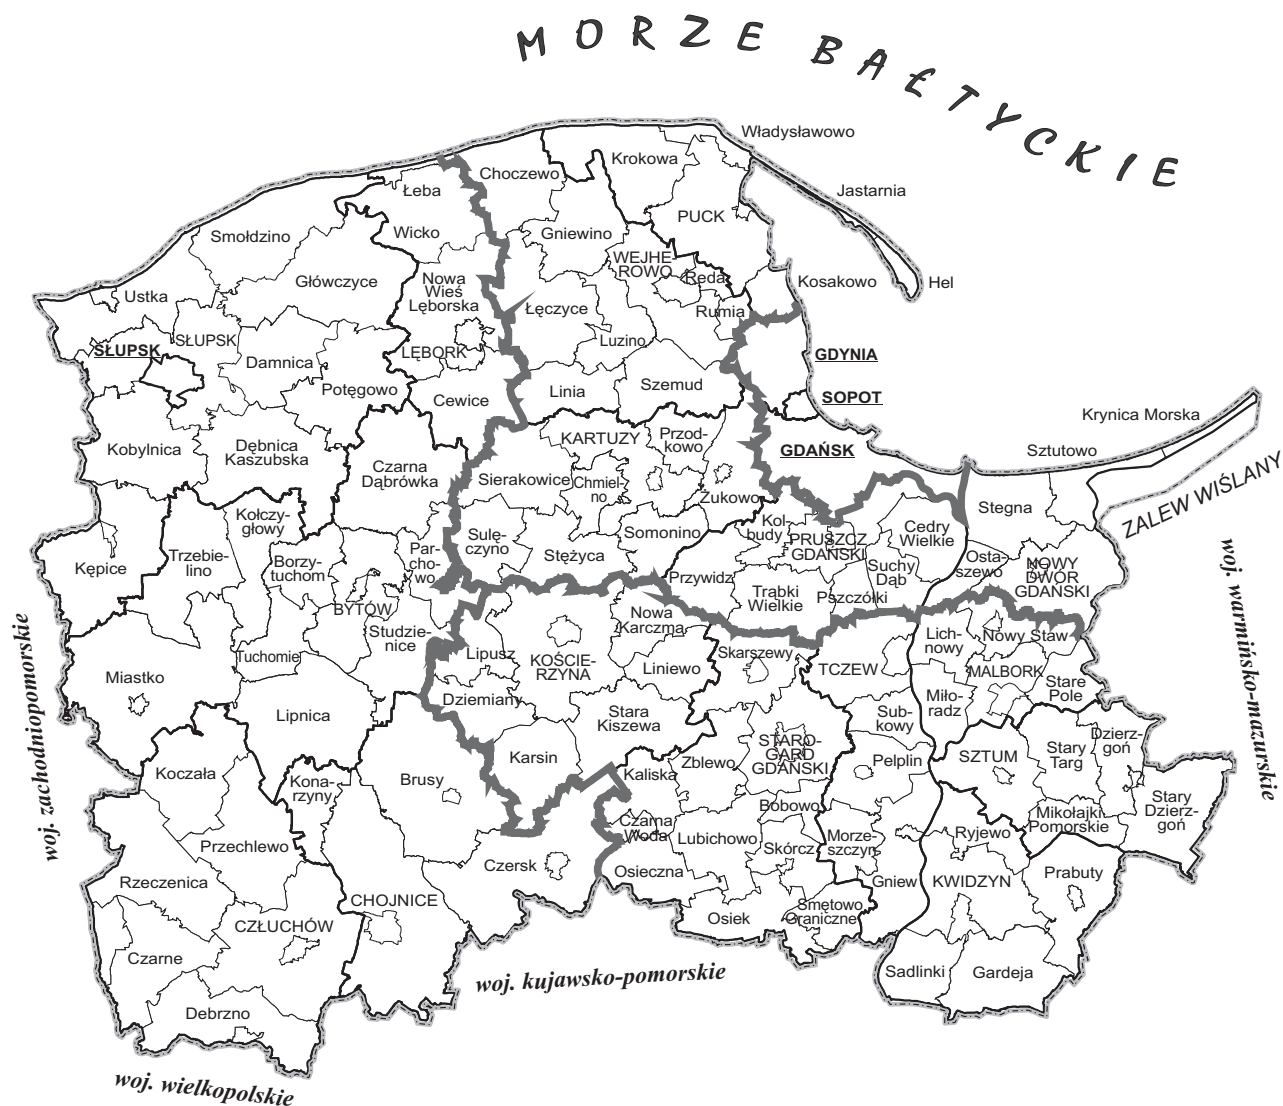 MORZE BAŁTYCKIE
Władysławowo
Krokowa
Choczewo
Jastarnia
Łeba
PUCK
Wicko
Gniewino
Smołdzino
WEJHE-
ROWO
Reda
Nowa
Wieś
Lęborska
Główczyce
Kosakowo
Hel
Ustka
Łęczyce
Rumia
SŁUPSK
SŁUPSK
Luzino
LĘBORK
Damnica
GDYNIA
Potęgowo
Linia
Szemud
Cewice
SOPOT
Krynica Morska
KARTUZY
Przod-
kowo
Kobylnica
Dębnica
Kaszubska
GDAŃSK
Sztutowo
Czarna
Dąbrówka
Sierakowice
Chmiel-
no
Żukowo
ZALEW WIŚLANY
Stegna
Kołczy-
głowy
Kol-
budy
Cedry
Wielkie
Sulę-
czyno
Somonino
PRUSZCZ
GDAŃSKI
Trzebie-
lino
Par-
cho-
wo
Stężyca
Osta-
szewo
NOWY
DWÓR
GDAŃSKI
Kępice
Borzy-
tuchom
Przywidz
Suchy
Dąb
Trąbki
Wielkie
Pszczółki
BYTÓW
Nowa
Karczma
Studzie-
nice
Lich-
nowy
Nowy Staw
Tuchomie
Lipusz
KOŚCIE-
RZYNA
Liniewo
Skarszewy
TCZEW
MALBORK
Miastko
Dziemiany
Stare
Pole
Miło-
radz
Lipnica
Stara
Kiszewa
Sub-
kowy
Karsin
STARO-
GARD
GDAŃSKI
Dzierz-
goń
Stary
Targ
Koczała
Kona-
rzyny
Brusy
Kaliska
Zblewo
Pelplin
SZTUM
Bobowo
Stary
Dzierz-
goń
Przechlewo
Czarna
Woda
Lubichowo
Skórcz
Morze-
szczyn
Ryjewo
Mikołajki
Pomorskie
Czersk
Osieczna
Rzeczenica
CHOJNICE
Gniew
KWIDZYN
Prabuty
CZŁUCHÓW
Osiek
Smętowo
Graniczne
Czarne
Sadlinki
Gardeja
Debrzno
woj. zachodniopomorskie
woj. warmińsko-mazurskie
woj. kujawsko-pomorskie
woj. wielkopolskie